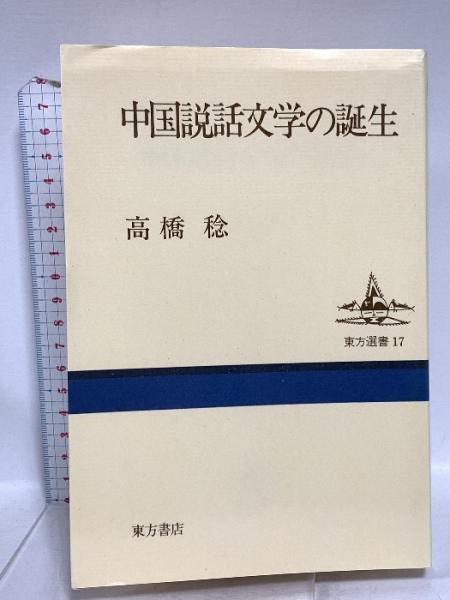 中国説話文学の誕生
高橋 稔
東方選書 17
東方書店